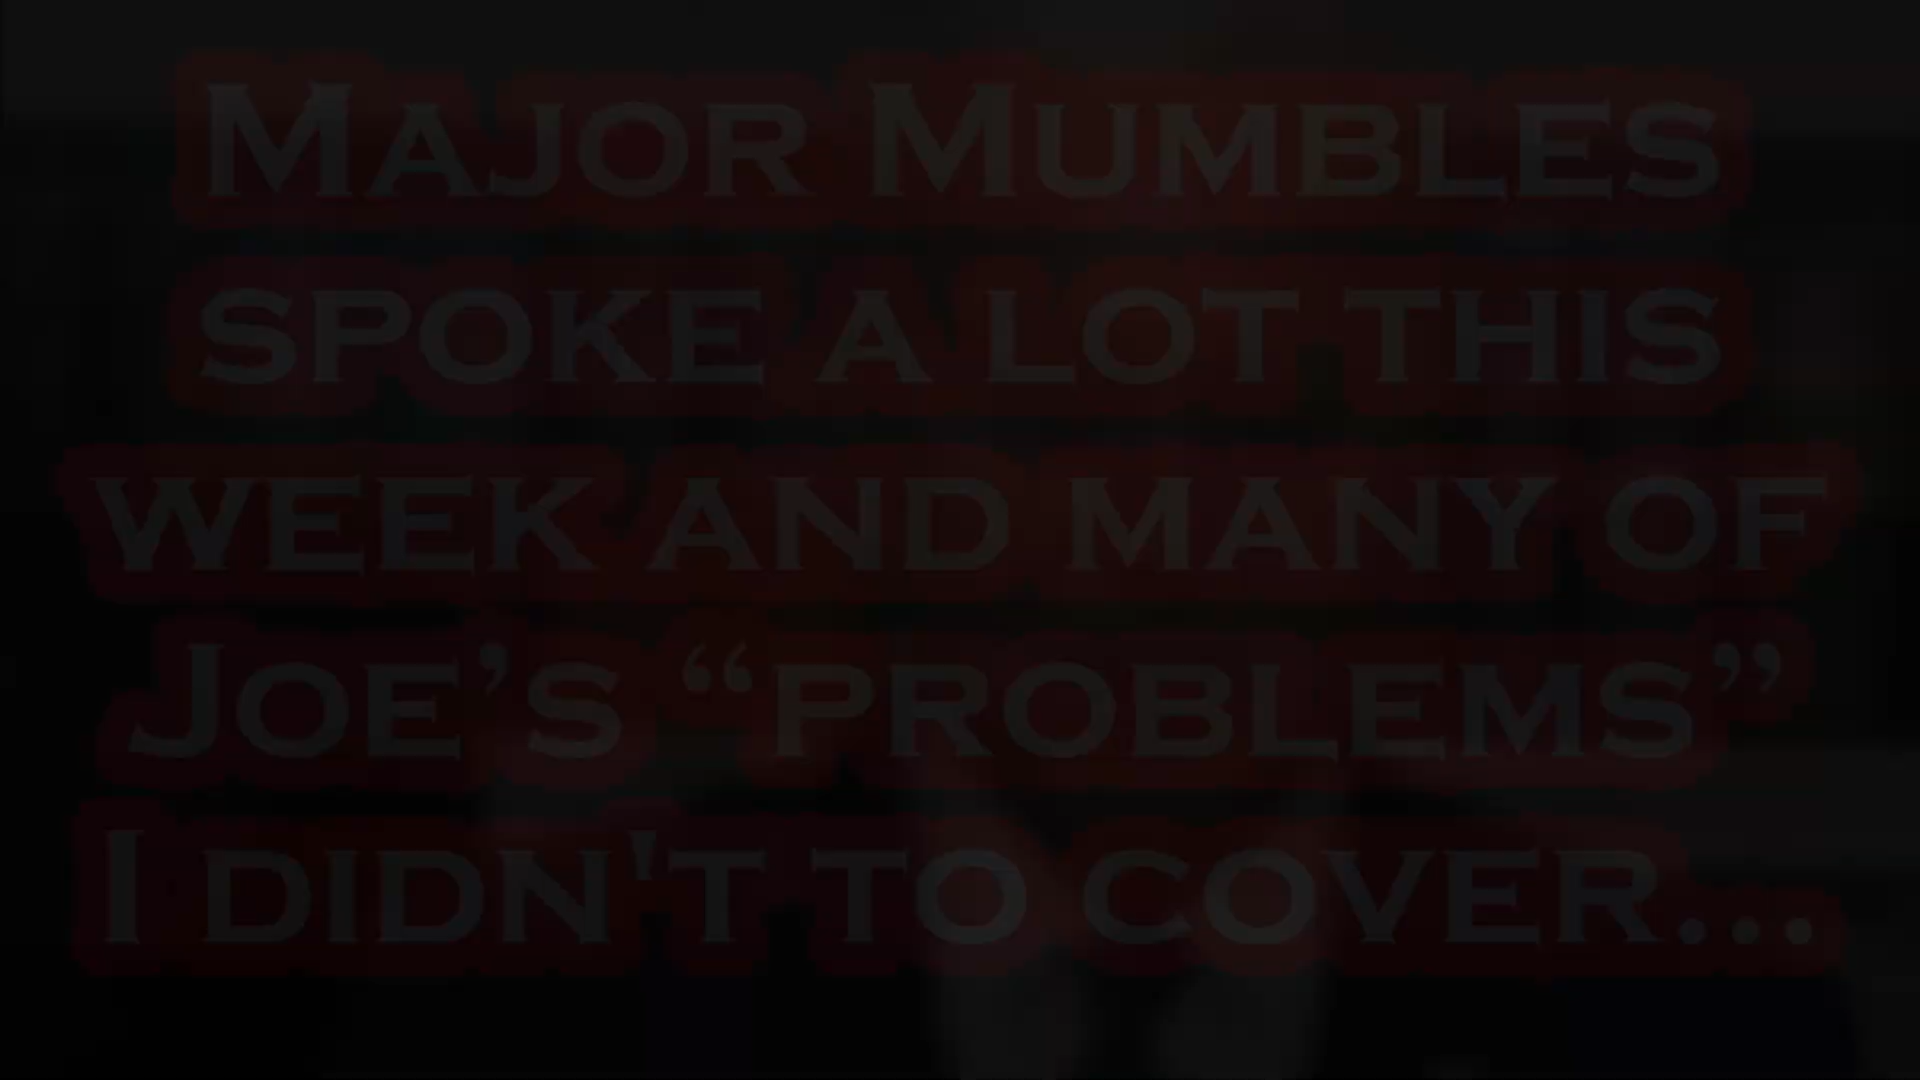 Major Mumbles
spoke a lot this
week and many of
Joe’s “problems”
I didn't to cover...